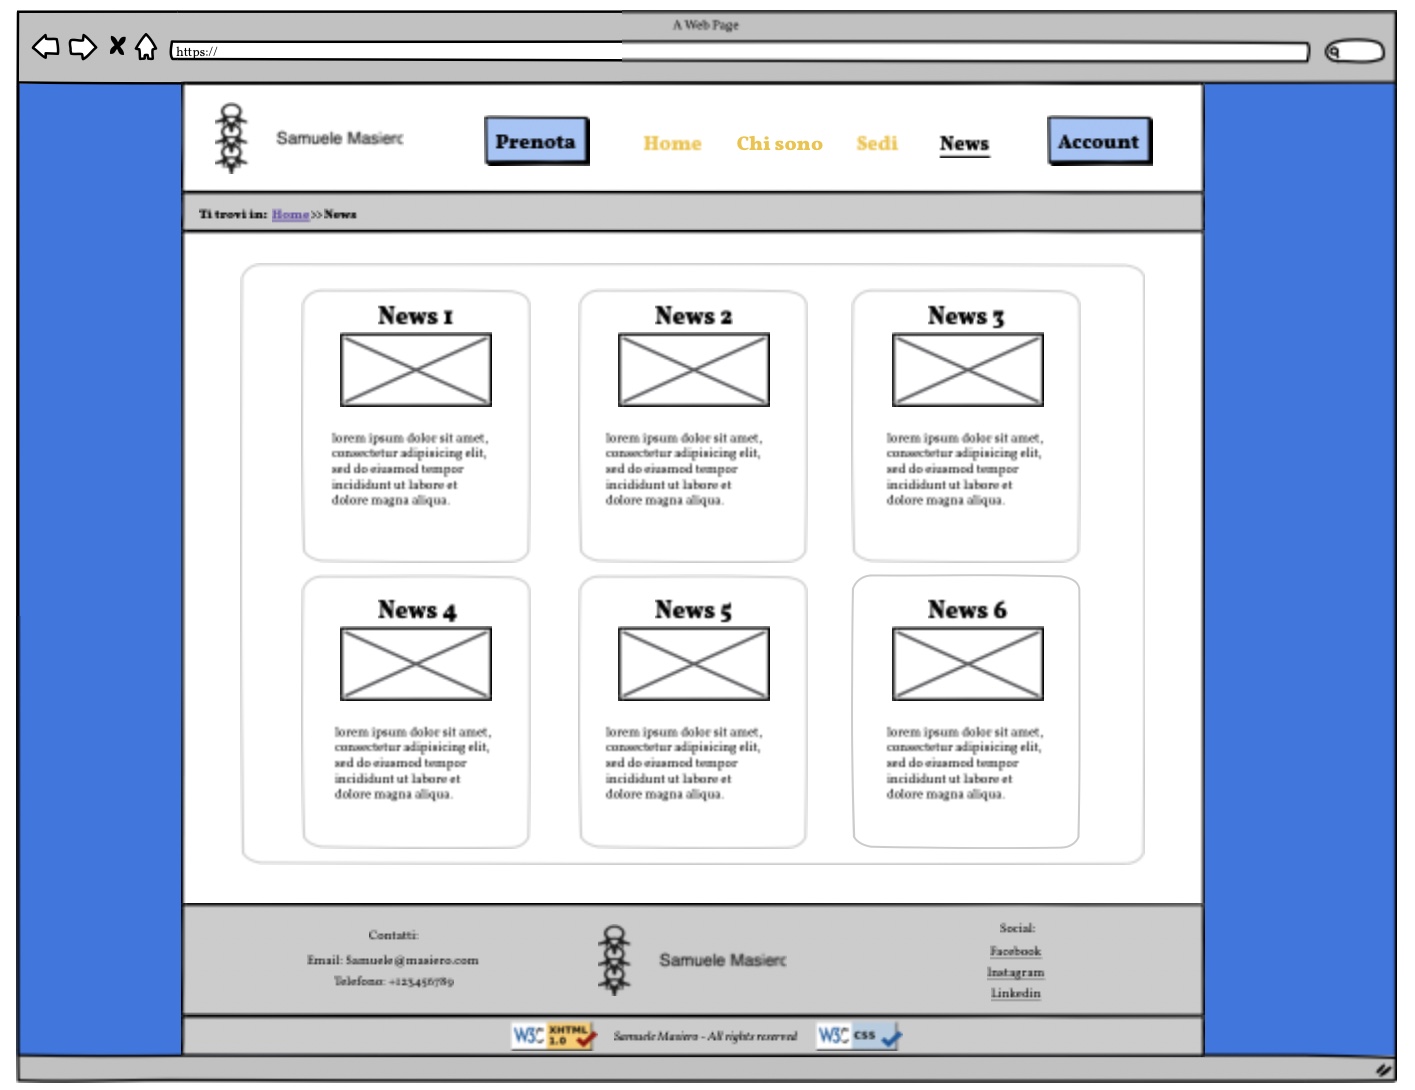 A Web Page
https://
Samuele Masiero
Prenota
Home
Chi sono
Sedi
News
Account
Ti trovi in: Home>>News
News 1
News 2
News 3
lorem ipsum dolor sit amet,
consectetur adipisicing elit,
sed do eiusmod tempor
incididunt ut labore et
dolore magna aliqua.
lorem ipsum dolor sit amet,
consectetur adipisicing elit,
sed do eiusmod tempor
incididunt ut labore et
dolore magna aliqua.
lorem ipsum dolor sit amet,
consectetur adipisicing elit,
sed do eiusmod tempor
incididunt ut labore et
dolore magna aliqua.
News 4
News 5
News 6
lorem ipsum dolor sit amet,
consectetur adipisicing elit,
sed do eiusmod tempor
incididunt ut labore et
dolore magna aliqua.
lorem ipsum dolor sit amet,
consectetur adipisicing elit,
sed do eiusmod tempor
incididunt ut labore et
dolore magna aliqua.
lorem ipsum dolor sit amet,
consectetur adipisicing elit,
sed do eiusmod tempor
incididunt ut labore et
dolore magna aliqua.
Contatti:
Email: Samuele@masiero.com
Telefono: +123456789
Samuele Masiero
Social:
Facebook
Instagram
Linkedin
W3C XHTML 1.0
Samuele Masiero - All rights reserved
W3C CSS